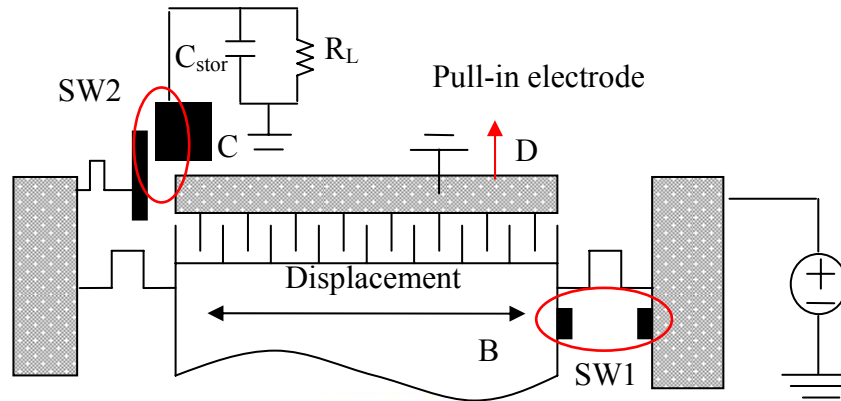 C_stor
R_L
SW2
Pull-in electrode
C
D
Displacement
B
SW1